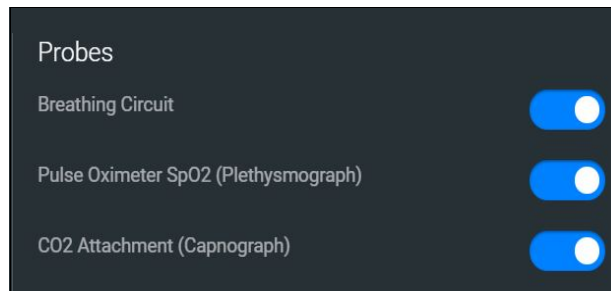 Probes
Breathing Circuit
Pulse Oximeter SpO2 (Plethysmograph)
CO2 Attachment (Capnograph)